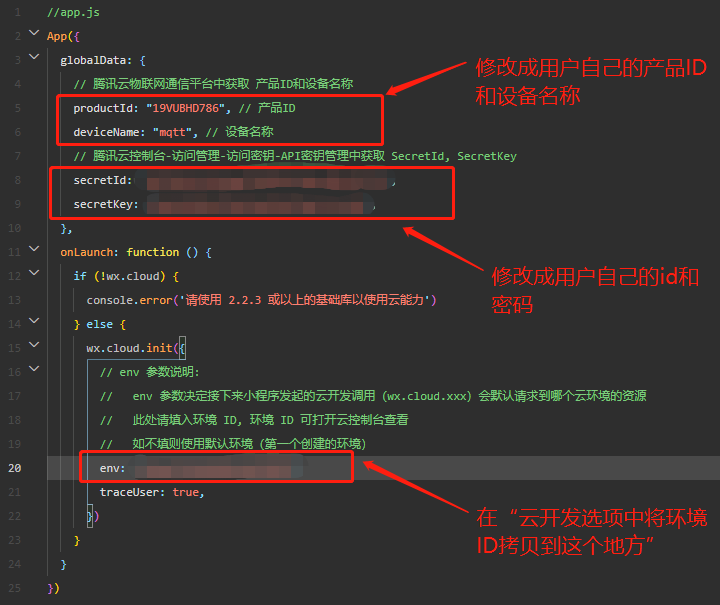 1 //app.js
2 App({
3 globalData: {
4 // 腾讯云物联网通信平台中获取 产品ID和设备名称
5 productId: "19VUBHD786", // 产品ID
6 deviceName: "mqtt", // 设备名称
7 // 腾讯云控制台-访问管理-访问密钥-API密钥管理中获取 SecretId, SecretKey
8 secretId: ,
9 secretKey: ,
10 },
11 onLaunch: function () {
12 if (!wx.cloud) {
13 console.error('请使用 2.2.3 或以上的基础库以使用云能力')
14 } else {
15 wx.cloud.init({
16 // env 参数说明:
17 // env 参数决定接下来小程序发起的云开发调用（wx.cloud.xxx）会默认请求到哪个云环境的资源
18 // 此处请填入环境 ID, 环境 ID 可打开云控制台查看
19 // 如不填则使用默认环境（第一个创建的环境）
20 env:
21 traceUser: true,
22 })
23 }
24 }
25 })
修改成用户自己的产品ID
和设备名称
修改成用户自己的id和
密码
在“云开发选项中将环境
ID拷贝到这个地方”